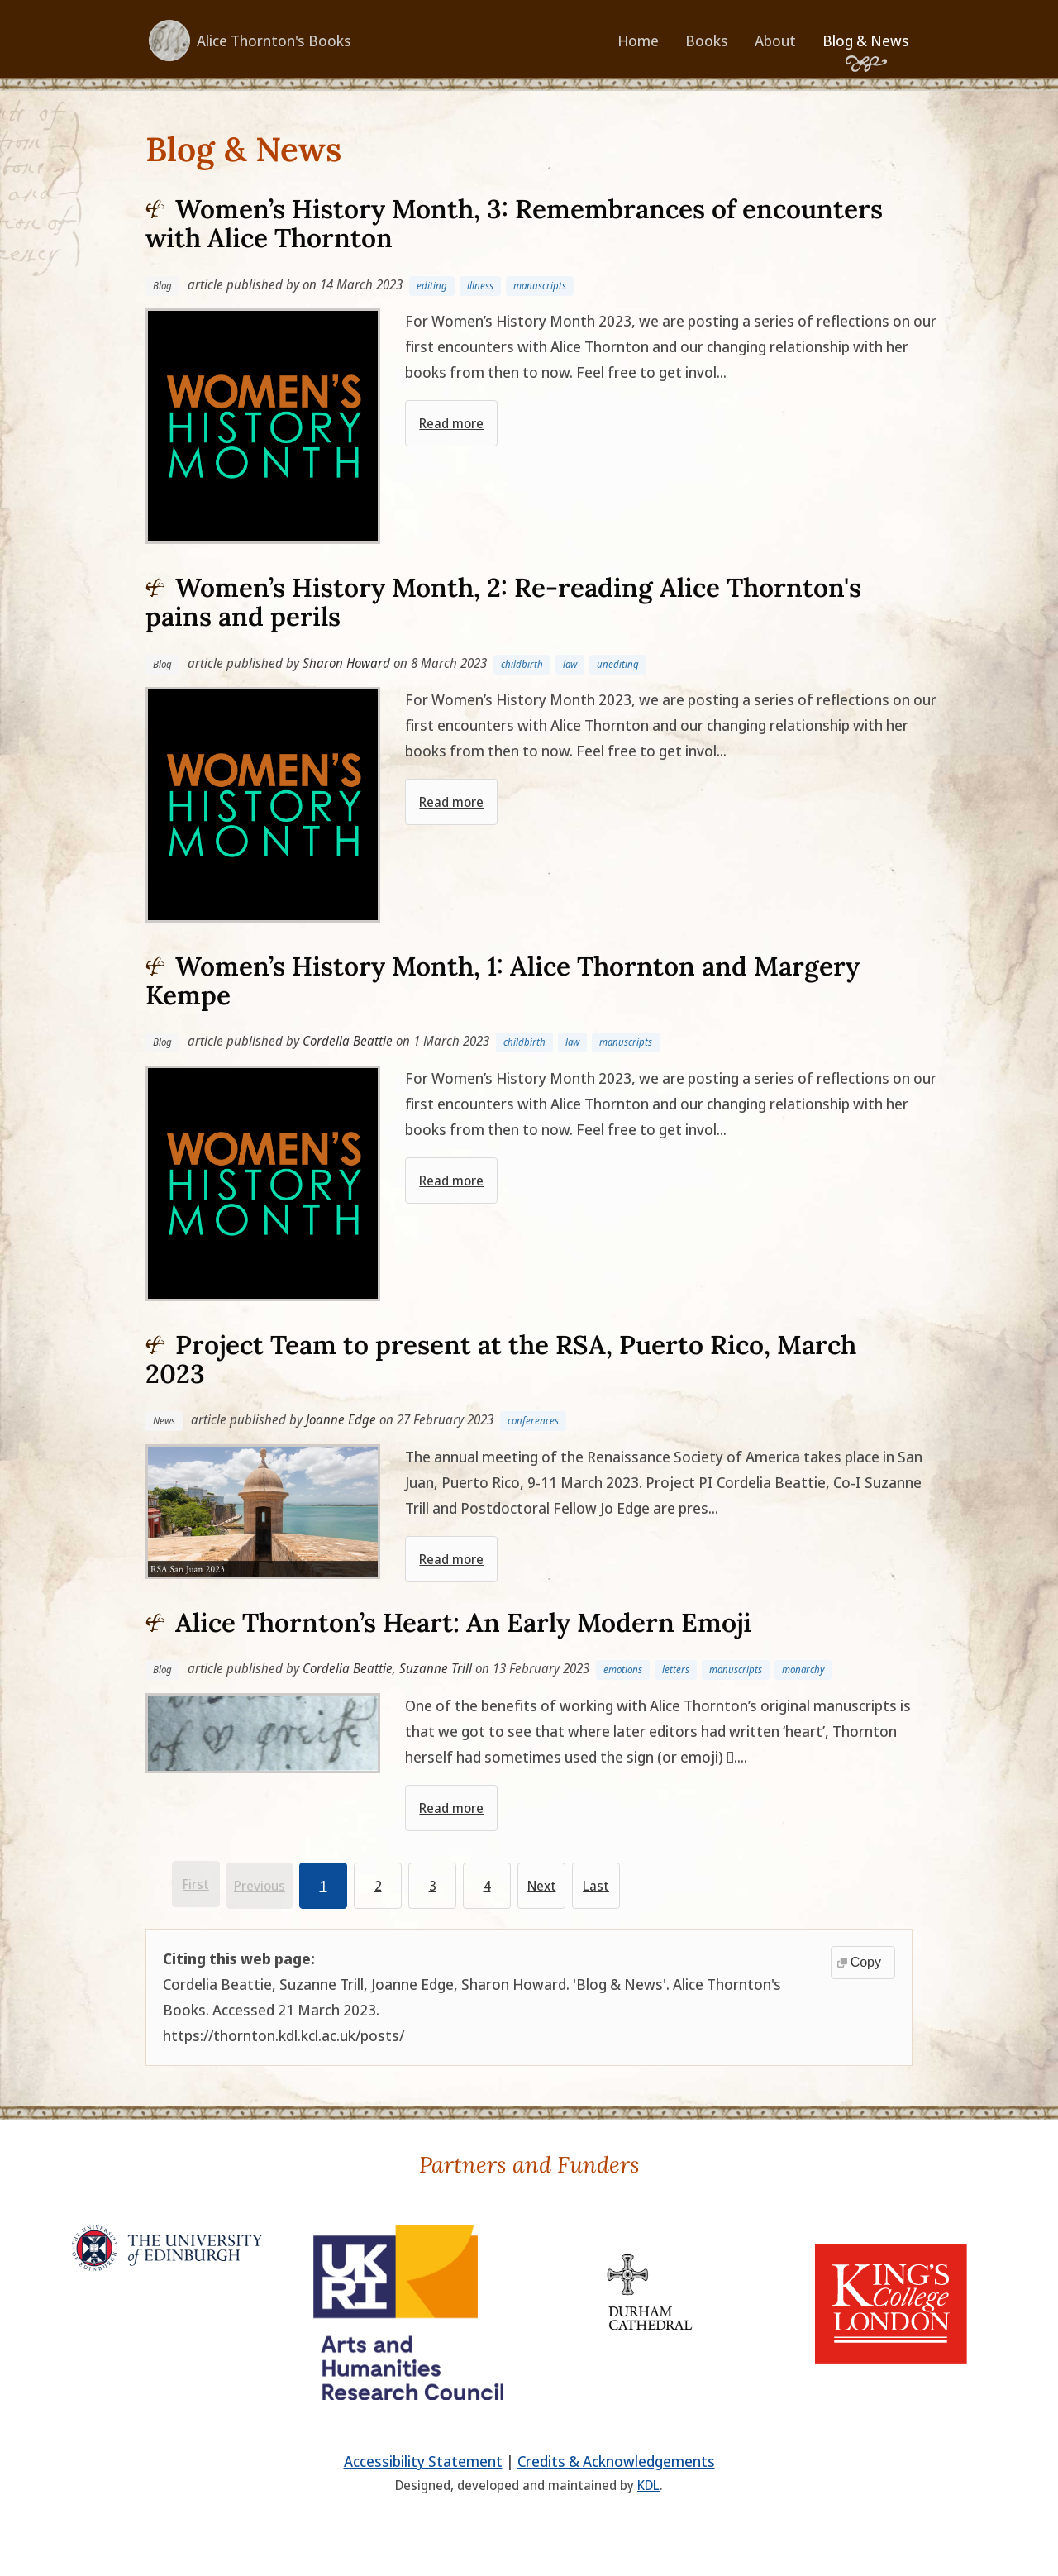 Alice Thornton's Books
Home
Books
About
Blog & News
Blog & News
Women’s History Month, 3: Remembrances of encounters
with Alice Thornton
Blog article published by on 14 March 2023 editing illness manuscripts
WOMEN’S
HISTORY
MONTH
For Women’s History Month 2023, we are posting a series of reflections on our
first encounters with Alice Thornton and our changing relationship with her
books from then to now. Feel free to get invol...
Read more
Women’s History Month, 2: Re-reading Alice Thornton's
pains and perils
Blog article published by Sharon Howard on 8 March 2023 childbirth law unediting
WOMEN’S
HISTORY
MONTH
For Women’s History Month 2023, we are posting a series of reflections on our
first encounters with Alice Thornton and our changing relationship with her
books from then to now. Feel free to get invol...
Read more
Women’s History Month, 1: Alice Thornton and Margery
Kempe
Blog article published by Cordelia Beattie on 1 March 2023 childbirth law manuscripts
WOMEN’S
HISTORY
MONTH
For Women’s History Month 2023, we are posting a series of reflections on our
first encounters with Alice Thornton and our changing relationship with her
books from then to now. Feel free to get invol...
Read more
Project Team to present at the RSA, Puerto Rico, March
2023
News article published by Joanne Edge on 27 February 2023 conferences
RSA San Juan 2023
The annual meeting of the Renaissance Society of America takes place in San
Juan, Puerto Rico, 9-11 March 2023. Project PI Cordelia Beattie, Co-I Suzanne
Trill and Postdoctoral Fellow Jo Edge are pres...
Read more
Alice Thornton’s Heart: An Early Modern Emoji
Blog article published by Cordelia Beattie, Suzanne Trill on 13 February 2023 emotions letters manuscripts monarchy
of ♡ greife
One of the benefits of working with Alice Thornton’s original manuscripts is
that we got to see that where later editors had written ‘heart’, Thornton
herself had sometimes used the sign (or emoji) ▯....
Read more
First
Previous
1
2
3
4
Next
Last
Citing this web page:
Copy
Cordelia Beattie, Suzanne Trill, Joanne Edge, Sharon Howard. 'Blog & News'. Alice Thornton's
Books. Accessed 21 March 2023.
https://thornton.kdl.kcl.ac.uk/posts/
Partners and Funders
THE UNIVERSITY
of EDINBURGH
UK
RI
Arts and
Humanities
Research Council
DURHAM
CATHEDRAL
KING'S
College
LONDON
Accessibility Statement | Credits & Acknowledgements
Designed, developed and maintained by KDL.